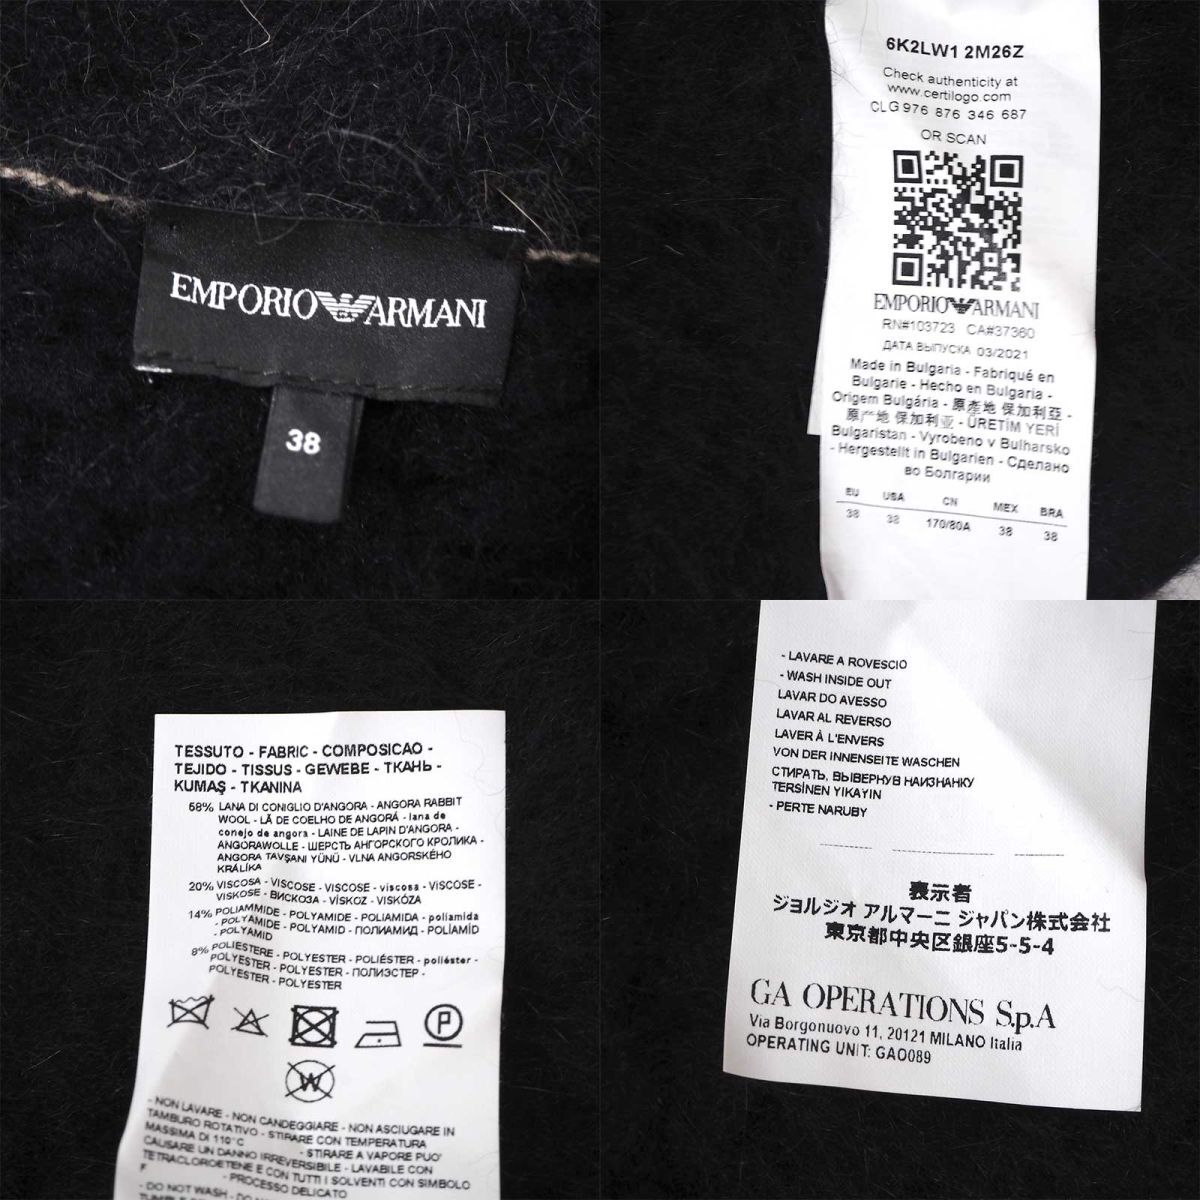 EMPORIO ARMANI
38
6K2LW1 2M26Z
Check authenticity at
www.certilogo.com
CLG 976 876 346 687
OR SCAN
EMPORIO ARMANI
RN#103723 CA#37360
ДАТА ВЫПУСКА 03/2021
Made in Bulgaria - Fabriqué en
Bulgarie - Hecho en Bulgaria -
Origem Bulgária - 原產地 保加利亞 -
原产地 保加利亚 - ÜRETİM YERİ
Bulgaristan - Vyrobeno v Bulharsko
- Hergestellt in Bulgarien - Сделано
во Болгарии
EU USA CN MEX BRA
38 38 170/80A 38 38
TESSUTO - FABRIC - COMPOSICAO -
TEJIDO - TISSUS - GEWEBE - ТКАНЬ -
KUMAŞ - TKANINA
58% LANA DI CONIGLIO D'ANGORA - ANGORA RABBIT
WOOL - LÃ DE COELHO DE ANGORÁ - lana de
conejo de angora - LAINE DE LAPIN D'ANGORA -
ANGORAWOLLE - ШЕРСТЬ АНГОРСКОГО КРОЛИКА -
ANGORA TAVŞANI YÜNÜ - VLNA ANGORSKÉHO
KRÁLÍKA
20% VISCOSA - VISCOSE - VISCOSE - viscosa - VISCOSE -
VISKOSE - ВИСКОЗА - VİSKOZ - VISKÓZA
14% POLIAMMIDE - POLYAMIDE - POLIAMIDA - poliamida
- POLYAMIDE - POLYAMID - ПОЛИАМИД - POLİAMİD
- POLYAMID
8% POLIESTERE - POLYESTER - POLIÉSTER - poliéster -
POLYESTER - POLYESTER - ПОЛИЭСТЕР -
POLYESTER - POLYESTER
P
W
- NON LAVARE - NON CANDEGGIARE - NON ASCIUGARE IN
TAMBURO ROTATIVO - STIRARE CON TEMPERATURA
MASSIMA DI 110°C - STIRARE A VAPORE PUO'
CAUSARE UN DANNO IRREVERSIBILE - LAVABILE CON
TETRACLOROETENE E CON TUTTI I SOLVENTI CON SIMBOLO
F - PROCESSO DELICATO
- DO NOT WASH - DO NOT
- LAVARE A ROVESCIO
- WASH INSIDE OUT
LAVAR DO AVESSO
LAVAR AL REVERSO
LAVER À L'ENVERS
VON DER INNENSEITE WASCHEN
СТИРАТЬ, ВЫВЕРНУВ НАИЗНАНКУ
TERSİNEN YIKAYIN
- PERTE NARUBY
表示者
ジョルジオ アルマーニ ジャパン株式会社
東京都中央区銀座5-5-4
GA OPERATIONS S.p.A
Via Borgonuovo 11, 20121 MILANO Italia
OPERATING UNIT: GAO089